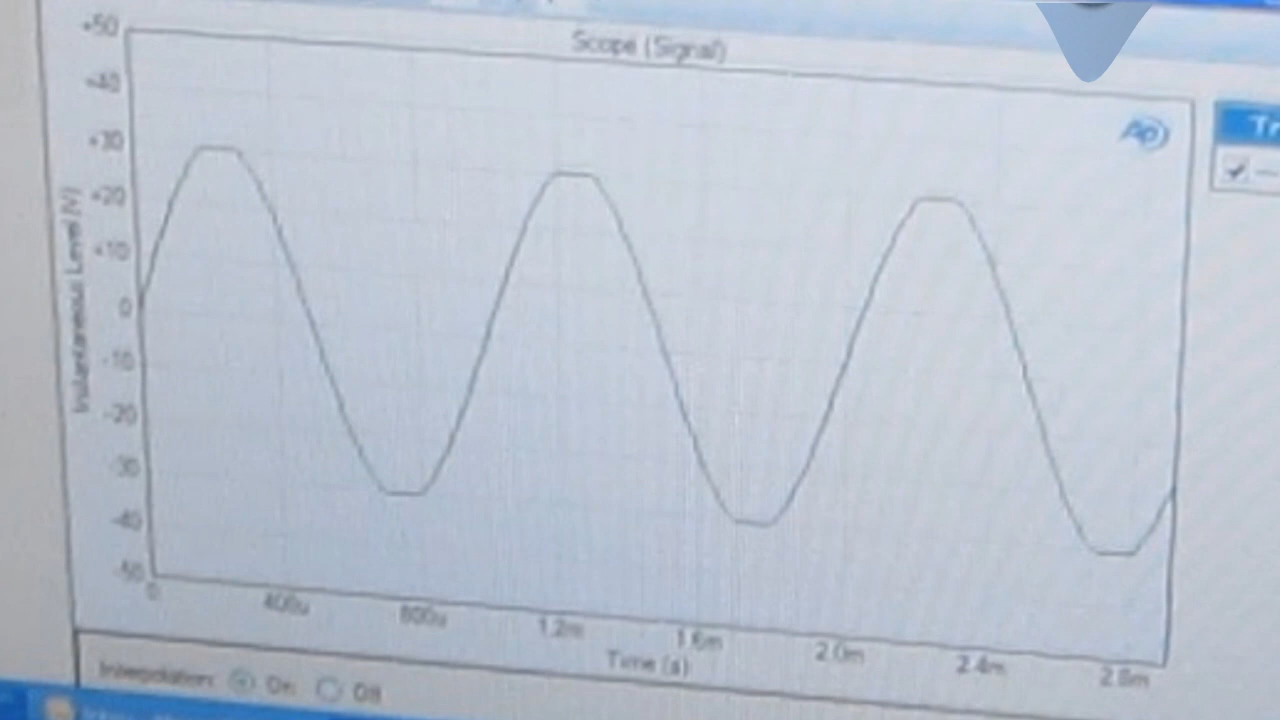 Scope (Signal)
+50
+40
+30
+20
+10
0
-10
-20
-30
-40
-50
Instantaneous Level (V)
0 400u 800u 1.2m 1.6m 2.0m 2.4m 2.8m
Time (s)
AP
Tr
Interpolation: On Off